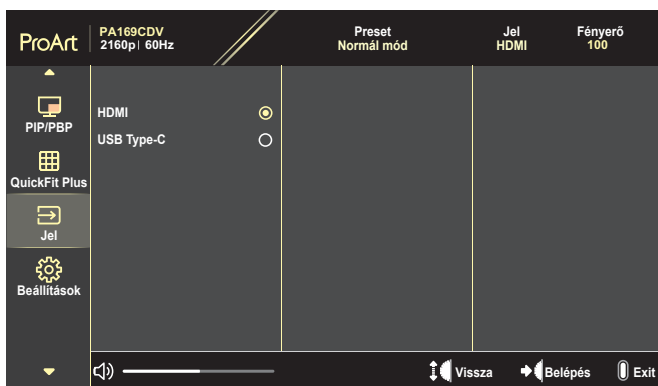 ProArt
PA169CDV
2160p 60Hz
Preset
Normál mód
Jel
HDMI
Fényerő
100
PIP/PBP
QuickFit Plus
Jel
Beállítások
HDMI
USB Type-C
Vissza
Belépés
Exit